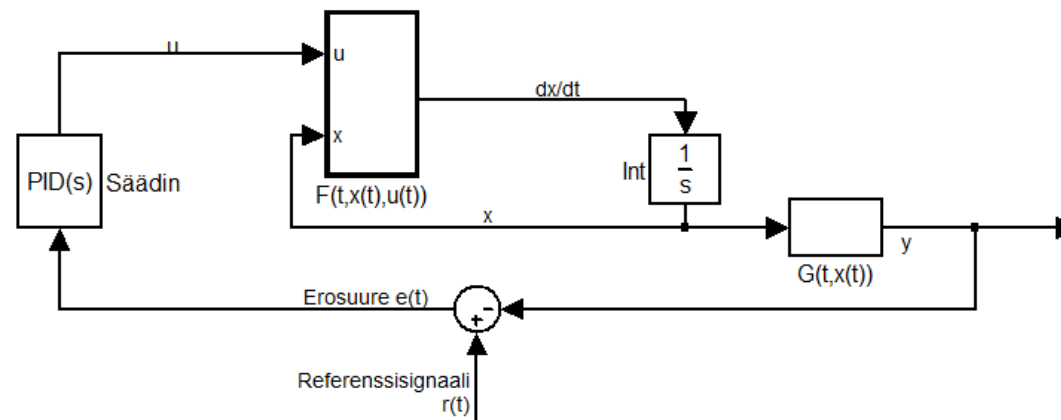 u
u
dx/dt
x
PID(s) Säädin
Int
1
s
F(t,x(t),u(t))
x
y
G(t,x(t))
Erosuure e(t)
-
+
Referenssisignaali
r(t)